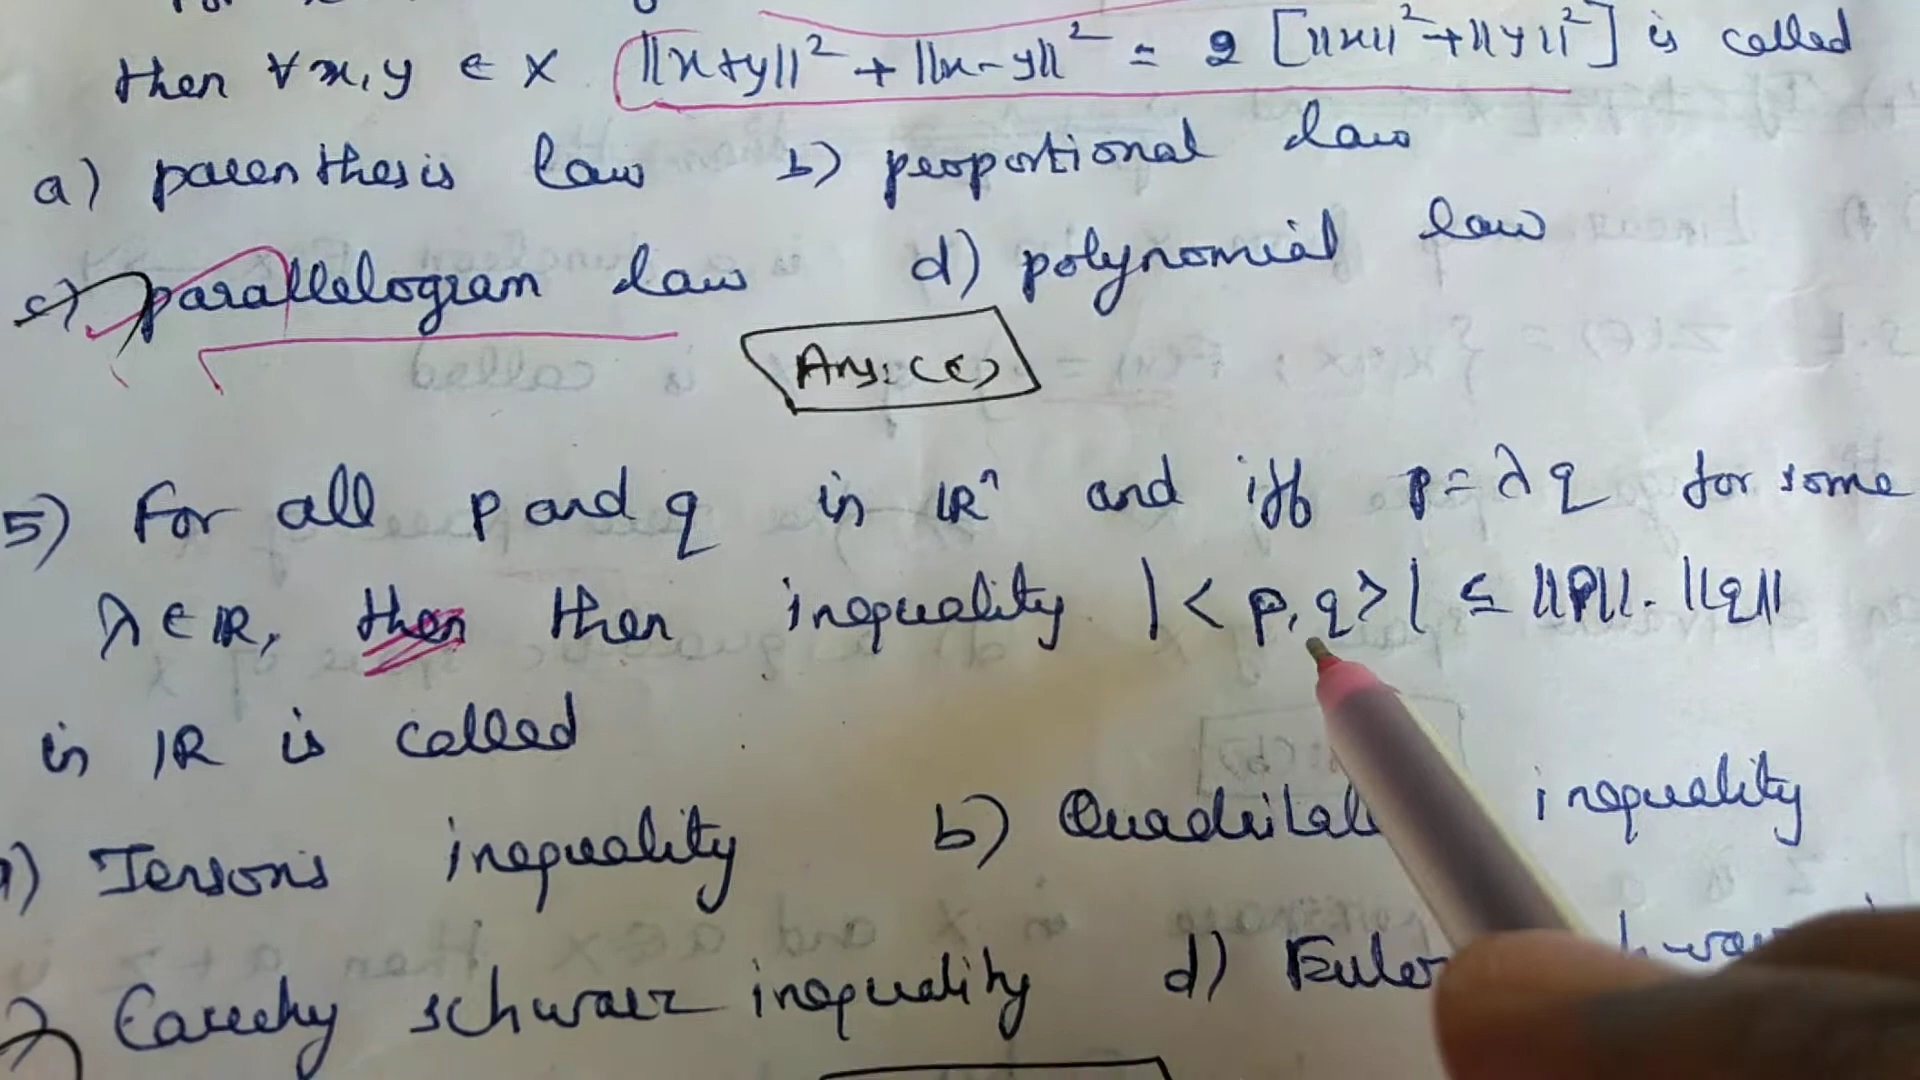 then ∀ x, y ∈ X ||x+y||² + ||x-y||² = 2 [||x||² + ||y||²] is called
a) parenthesis law b) proportional law
c) parallelogram law d) polynomial law
Ans: (c)
5) For all p and q in ℝⁿ and iff p = λq for some
λ ∈ ℝ, then then inequality |<p, q>| ≤ ||P||. ||q||
in ℝ is called
a) Jenson's inequality b) inequality
c) Cauchy schwarz inequality d) Euler